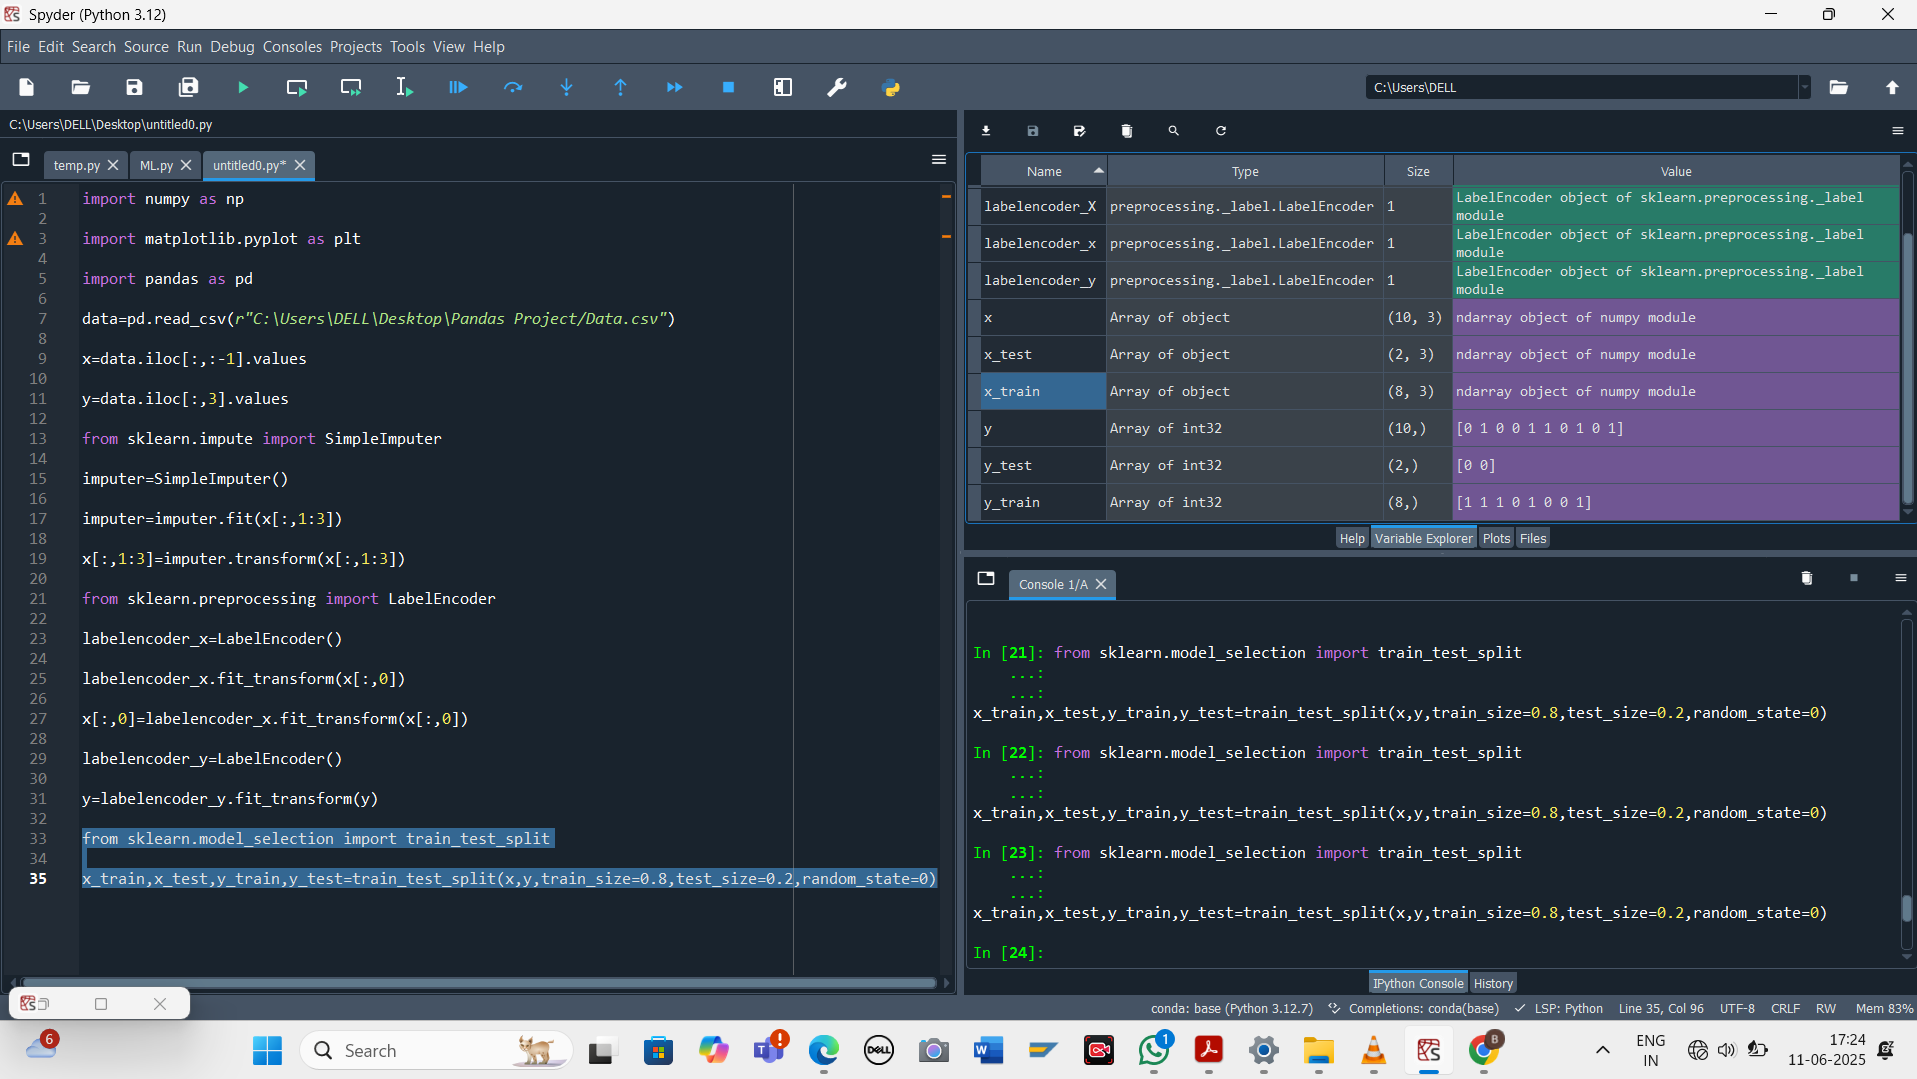 Spyder (Python 3.12)
File Edit Search Source Run Debug Consoles Projects Tools View Help
C:\Users\DELL
C:\Users\DELL\Desktop\untitled0.py
temp.py ML.py untitled0.py*
1 import numpy as np
2
3 import matplotlib.pyplot as plt
4
5 import pandas as pd
6
7 data=pd.read_csv(r"C:\Users\DELL\Desktop\Pandas Project/Data.csv")
8
9 x=data.iloc[:,:-1].values
10
11 y=data.iloc[:,3].values
12
13 from sklearn.impute import SimpleImputer
14
15 imputer=SimpleImputer()
16
17 imputer=imputer.fit(x[:,1:3])
18
19 x[:,1:3]=imputer.transform(x[:,1:3])
20
21 from sklearn.preprocessing import LabelEncoder
22
23 labelencoder_x=LabelEncoder()
24
25 labelencoder_x.fit_transform(x[:,0])
26
27 x[:,0]=labelencoder_x.fit_transform(x[:,0])
28
29 labelencoder_y=LabelEncoder()
30
31 y=labelencoder_y.fit_transform(y)
32
33 from sklearn.model_selection import train_test_split
34
35 x_train,x_test,y_train,y_test=train_test_split(x,y,train_size=0.8,test_size=0.2,random_state=0)
Name Type Size Value
labelencoder_X preprocessing._label.LabelEncoder 1 LabelEncoder object of sklearn.preprocessing._label
module
labelencoder_x preprocessing._label.LabelEncoder 1 LabelEncoder object of sklearn.preprocessing._label
module
labelencoder_y preprocessing._label.LabelEncoder 1 LabelEncoder object of sklearn.preprocessing._label
module
x Array of object (10, 3) ndarray object of numpy module
x_test Array of object (2, 3) ndarray object of numpy module
x_train Array of object (8, 3) ndarray object of numpy module
y Array of int32 (10,) [0 1 0 0 1 1 0 1 0 1]
y_test Array of int32 (2,) [0 0]
y_train Array of int32 (8,) [1 1 1 0 1 0 0 1]
Help Variable Explorer Plots Files
Console 1/A
In [21]: from sklearn.model_selection import train_test_split
...:
...:
x_train,x_test,y_train,y_test=train_test_split(x,y,train_size=0.8,test_size=0.2,random_state=0)
In [22]: from sklearn.model_selection import train_test_split
...:
...:
x_train,x_test,y_train,y_test=train_test_split(x,y,train_size=0.8,test_size=0.2,random_state=0)
In [23]: from sklearn.model_selection import train_test_split
...:
...:
x_train,x_test,y_train,y_test=train_test_split(x,y,train_size=0.8,test_size=0.2,random_state=0)
In [24]:
IPython Console History
conda: base (Python 3.12.7) Completions: conda(base) LSP: Python Line 35, Col 96 UTF-8 CRLF RW Mem 83%
6
Search
DELL
W
1
B
ENG
IN
17:24
11-06-2025